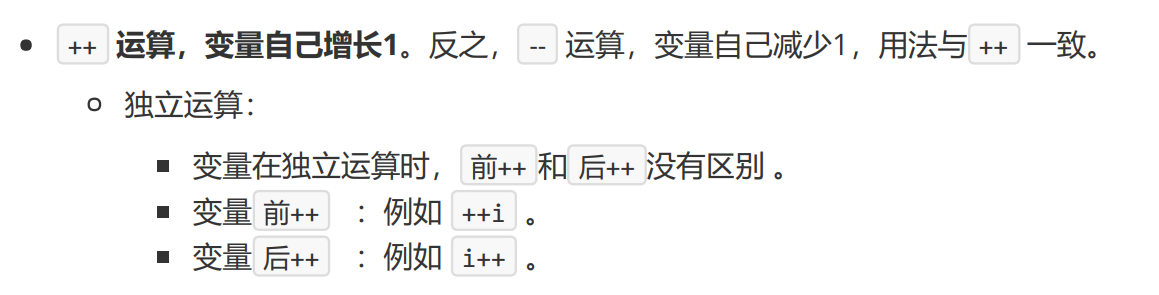 ++ 运算，变量自己增长1。反之，-- 运算，变量自己减少1，用法与++ 一致。
独立运算：
变量在独立运算时，前++和后++没有区别 。
变量前++ ：例如 ++i 。
变量后++ ：例如 i++ 。